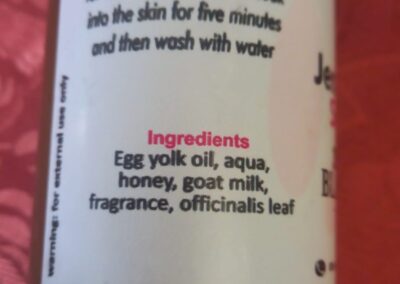 into the skin for five minutes
and then wash with water
Ingredients
Egg yolk oil, aqua,
honey, goat milk,
fragrance, officinalis leaf
warning: for external use only